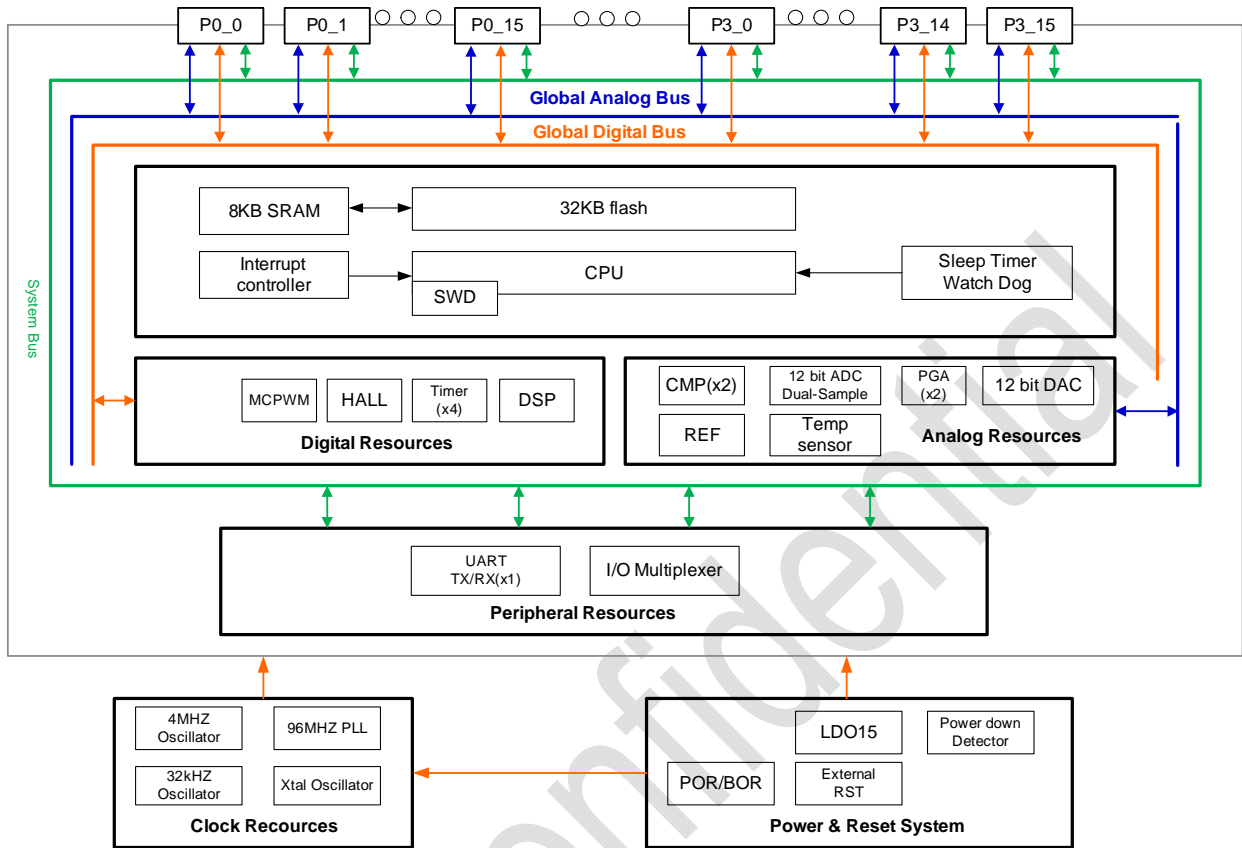 P0_0
P0_1
P0_15
P3_0
P3_14
P3_15
Global Analog Bus
Global Digital Bus
System Bus
8KB SRAM
32KB flash
Interrupt
controller
CPU
SWD
Sleep Timer
Watch Dog
MCPWM
HALL
Timer
(x4)
DSP
Digital Resources
CMP(x2)
12 bit ADC
Dual-Sample
PGA
(x2)
12 bit DAC
REF
Temp
sensor
Analog Resources
UART
TX/RX(x1)
I/O Multiplexer
Peripheral Resources
4MHZ
Oscillator
96MHZ PLL
32kHZ
Oscillator
Xtal Oscillator
Clock Recources
LDO15
Power down
Detector
POR/BOR
External
RST
Power & Reset System
onfidential